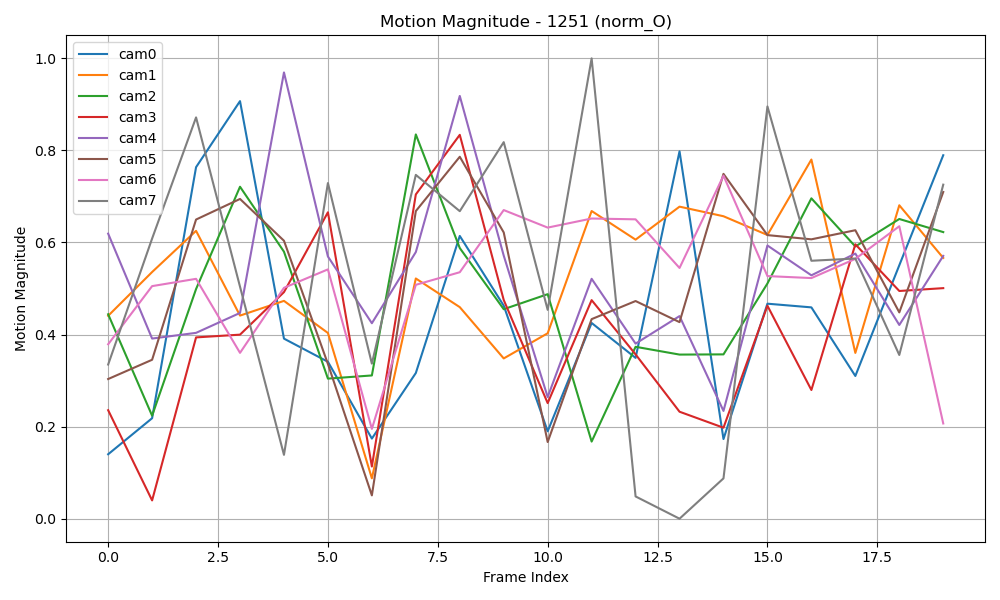 Motion Magnitude - 1251 (norm_O)
cam0
cam1
cam2
cam3
cam4
cam5
cam6
cam7
Motion Magnitude
1.0
0.8
0.6
0.4
0.2
0.0
0.0 2.5 5.0 7.5 10.0 12.5 15.0 17.5
Frame Index